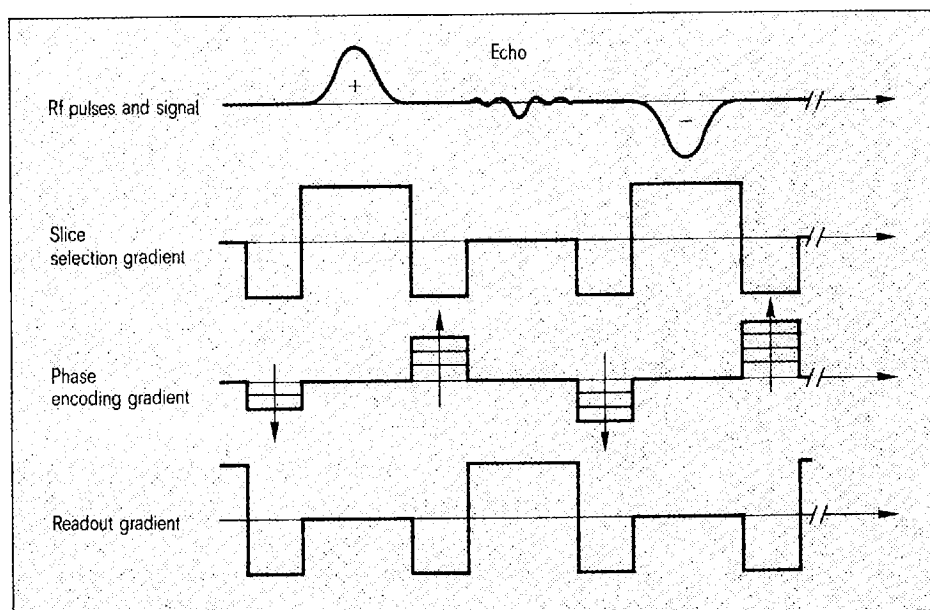 Echo
Rf pulses and signal
+
−
Slice
selection gradient
Phase
encoding gradient
Readout gradient